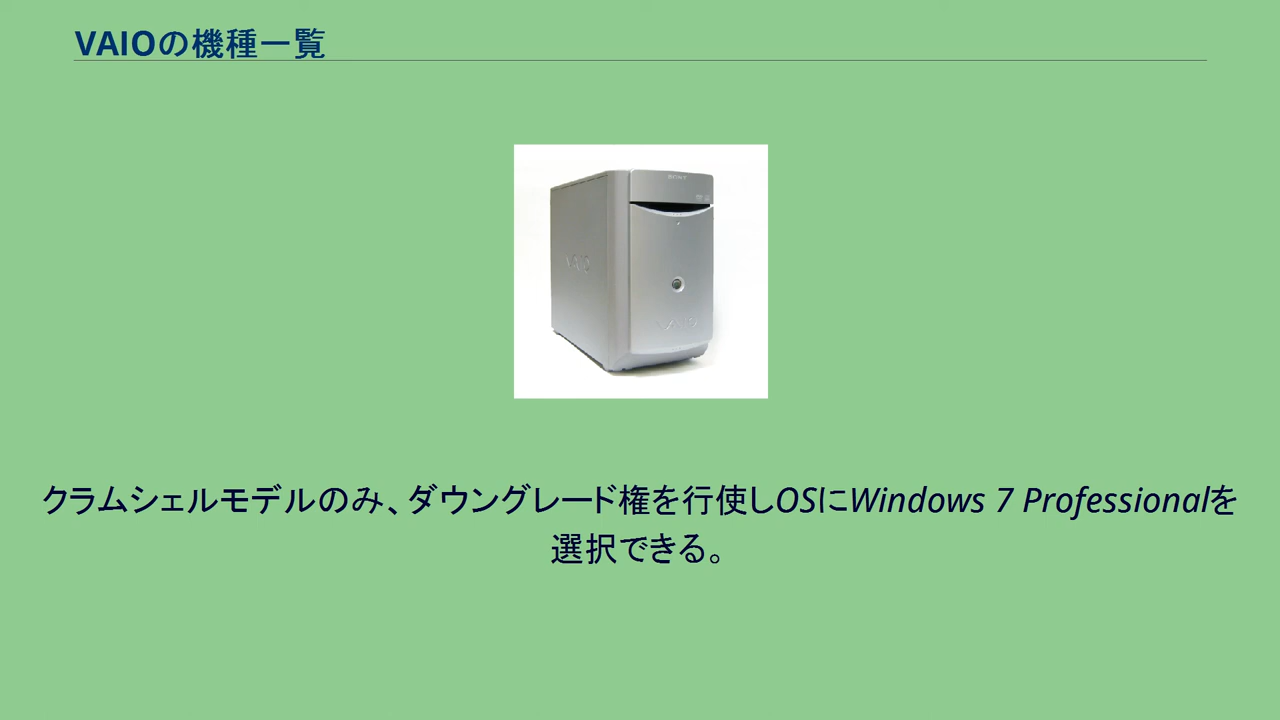 VAIOの機種一覧
SONY
VAIO
VAIO
クラムシェルモデルのみ、ダウングレード権を行使しOSにWindows 7 Professionalを
選択できる。